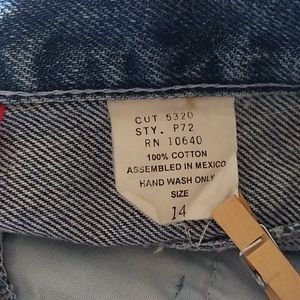 CUT 5320
STY. P72
RN 10640
100% COTTON
ASSEMBLED IN MEXICO
HAND WASH ONLY
SIZE
14